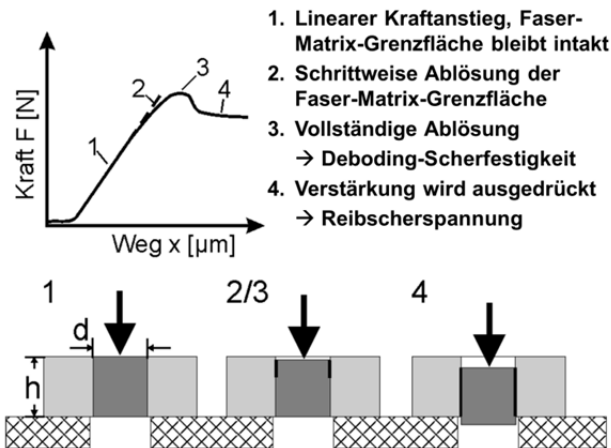 1. Linearer Kraftanstieg, Faser-
Matrix-Grenzfläche bleibt intakt
2. Schrittweise Ablösung der
Faser-Matrix-Grenzfläche
3. Vollständige Ablösung
→ Deboding-Scherfestigkeit
4. Verstärkung wird ausgedrückt
→ Reibscherspannung
Kraft F [N]
1
2
3
4
Weg x [µm]
1
2/3
4
d
h